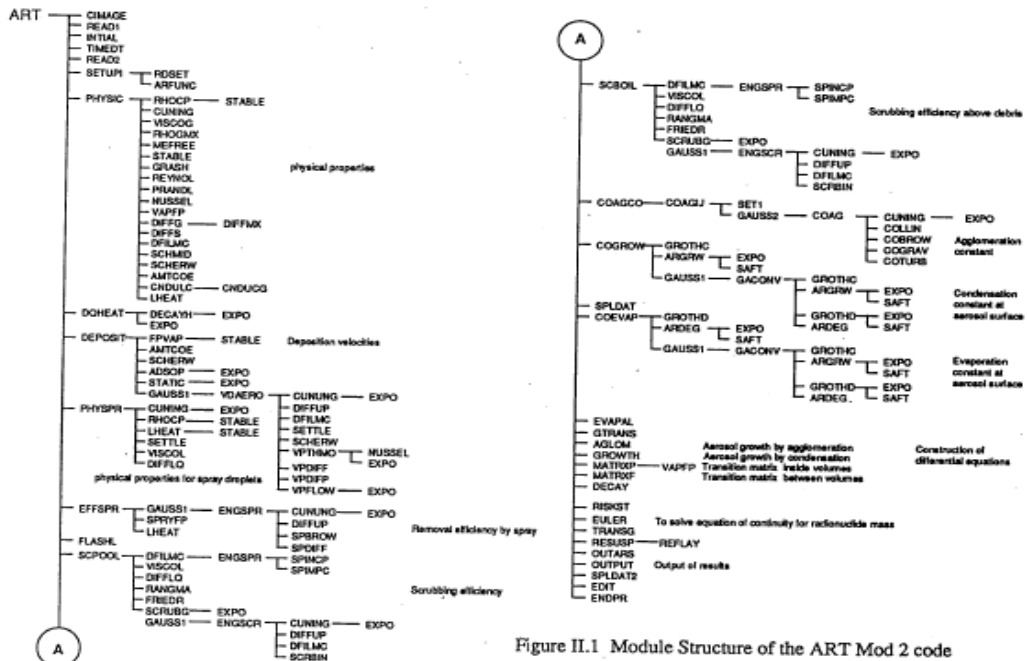 ART
CIMAGE
READ1
INTIAL
TIMEDT
READ2
SETUPI
RDSET
ARFUNC
PHYSIC
RHOCP
STABLE
CUNING
VISCOG
RHOGMX
MEFREE
STABLE
GRASH
physical properties
REYNOL
PRANDL
NUSSEL
VAPFP
DIFFG
DIFFMX
DIFFS
DFILMC
SCHMID
SCHERW
AMTCOE
CNDULC
CNDUCG
LHEAT
DQHEAT
DECAYH
EXPO
EXPO
DEPOSIT
FPVAP
STABLE
Deposition velocities
AMTCOE
SCHERW
ADSOP
EXPO
STATIC
EXPO
GAUSS1
VDAERO
CUNUNG
EXPO
DIFFUP
DFILMC
SETTLE
SCHERW
VPTHMO
NUSSEL
EXPO
VPDIFF
VPDIFP
VPFLOW
EXPO
PHYSPR
CUNING
EXPO
RHOCP
STABLE
LHEAT
STABLE
SETTLE
VISCOL
DIFFLQ
physical properties for spray droplets
EFFSPR
GAUSS1
ENGSPR
CUNUNG
EXPO
DIFFUP
SPBROW
SPDIFF
SPRYFP
LHEAT
Removal efficiency by spray
FLASHL
SCPOOL
DFILMC
ENGSPR
SPINCP
SPIMPC
VISCOL
DIFFLQ
RANGMA
FRIEDR
Scrubbing efficiency
SCRUBG
EXPO
GAUSS1
ENGSCR
CUNING
EXPO
DIFFUP
DFILMC
SCRBIN
A
A
SCBOIL
DFILMC
ENGSPR
SPINCP
SPIMPC
VISCOL
DIFFLQ
RANGMA
FRIEDR
Scrubbing efficiency above debris
SCRUBG
EXPO
GAUSS1
ENGSCR
CUNING
EXPO
DIFFUP
DFILMC
SCRBIN
COAGCO
COAGIJ
SET1
GAUSS2
COAG
CUNING
EXPO
COLLIN
COBROW
COGRAV
COTURB
Agglomeration
constant
COGROW
GROTHC
ARGRW
EXPO
SAFT
GAUSS1
GACONV
GROTHC
ARGRW
EXPO
SAFT
GROTHD
EXPO
ARDEG
SAFT
Condensation
constant at
aerosol surface
SPLDAT
COEVAP
GROTHD
ARDEG
EXPO
SAFT
GAUSS1
GACONV
GROTHC
ARGRW
EXPO
SAFT
GROTHD
EXPO
ARDEG.
SAFT
Evaporation
constant at
aerosol surface
EVAPAL
GTRANS
AGLOM
Aerosol growth by agglomeration
GROWTH
Aerosol growth by condensation
MATRXP
VAPFP
Transition matrix inside volumes
MATRXF
Transition matrix between volumes
DECAY
Construction of
differential equations
RISKST
EULER
To solve equation of continuity for radionuclide mass
TRANSG
RESUSP
REFLAY
OUTARS
OUTPUT
Output of results
SPLDAT2
EDIT
ENDPR
Figure II.1 Module Structure of the ART Mod 2 code